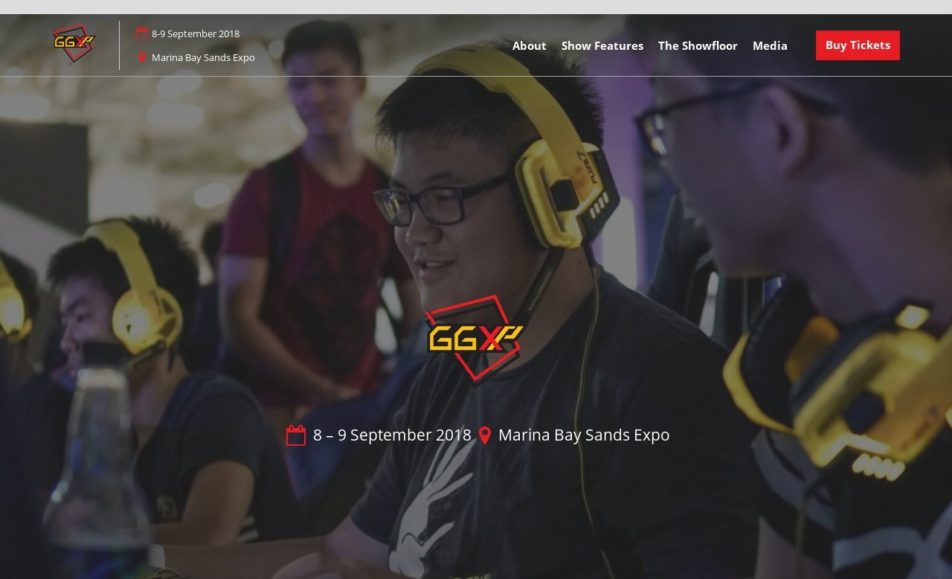 GGXP
8-9 September 2018
Marina Bay Sands Expo
About
Show Features
The Showfloor
Media
Buy Tickets
GGXP
8 – 9 September 2018
Marina Bay Sands Expo